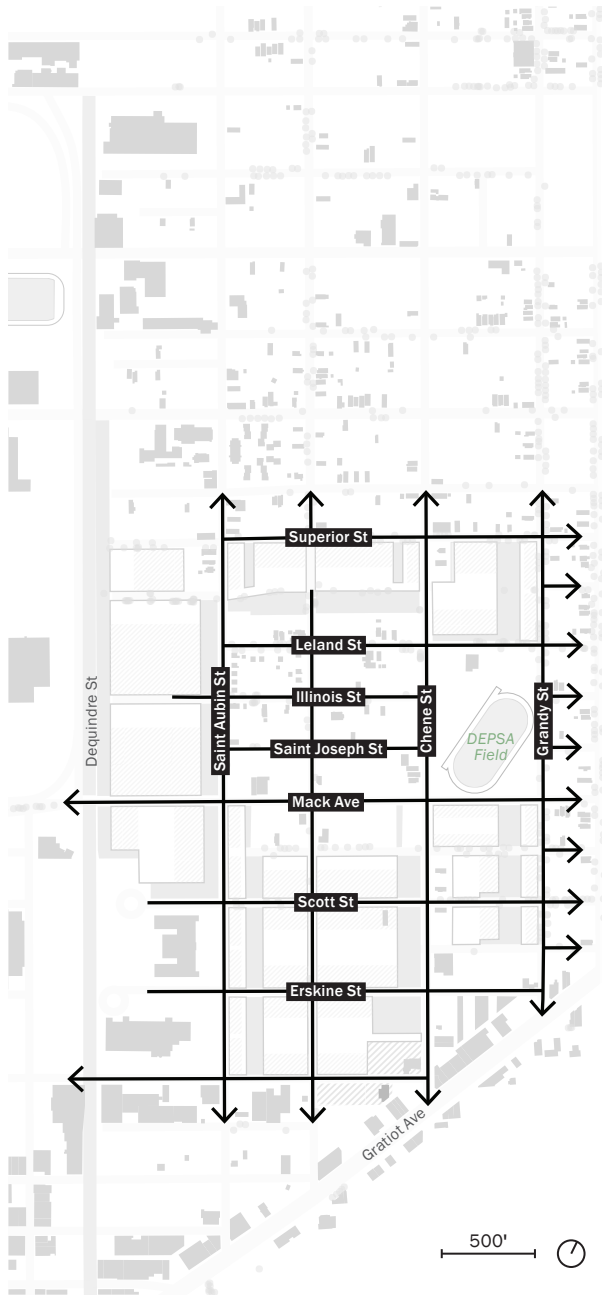 Superior St
Leland St
Saint Aubin St
Dequindre St
Illinois St
Chene St
Grandy St
DEPSA
Field
Saint Joseph St
Mack Ave
Scott St
Erskine St
Gratiot Ave
500'